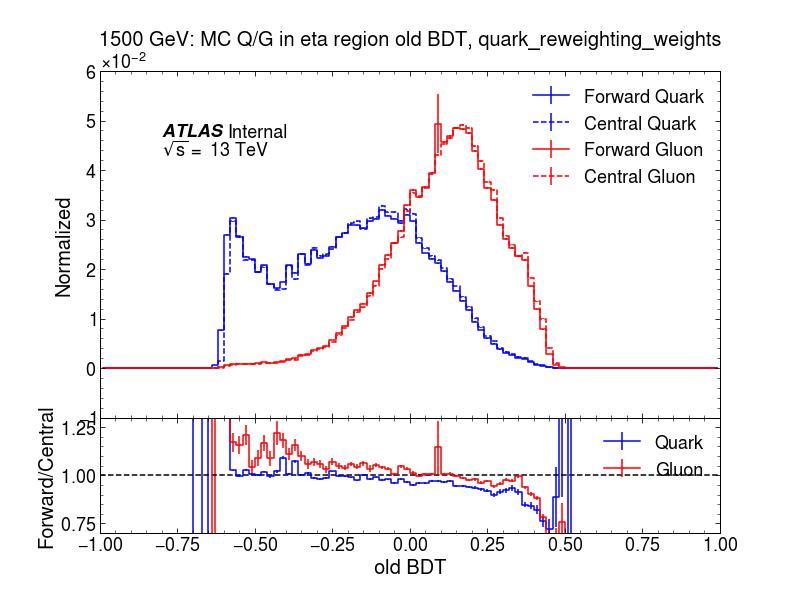 1500 GeV: MC Q/G in eta region old BDT, quark_reweighting_weights
×10⁻²
6
5
4
3
2
1
0
−1
Normalized
ATLAS Internal
√s = 13 TeV
Forward Quark
Central Quark
Forward Gluon
Central Gluon
1.25
1.00
0.75
Forward/Central
Quark
Gluon
−1.00 −0.75 −0.50 −0.25 0.00 0.25 0.50 0.75 1.00
old BDT